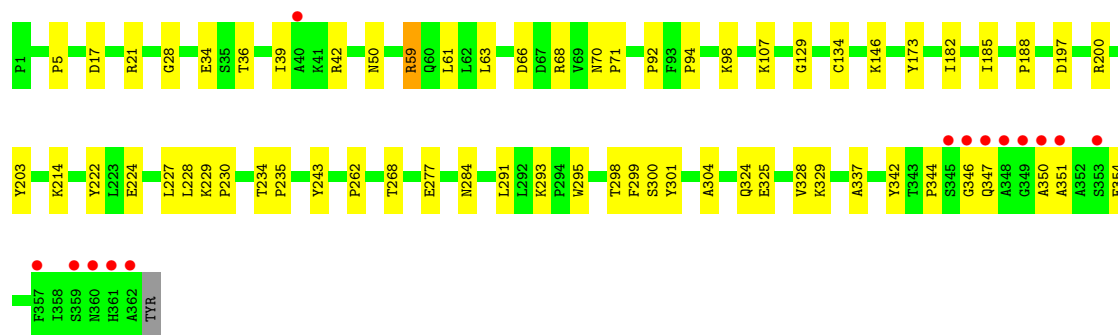 P1 P5 D17 R21 G28 E34 S35 T36 I39 A40 K41 R42 N50 R59 Q60 L61 L62 L63 D66 D67 R68 V69 N70 P71 P92 F93 P94 K98 K107 G129 C134 K146 Y173 I182 I185 P188 D197 R200
Y203 K214 Y222 L223 E224 L227 L228 K229 P230 T234 P235 Y243 P262 T268 E277 N284 L291 L292 K293 P294 W295 T298 F299 S300 Y301 A304 Q324 E325 V328 K329 A337 Y342 T343 P344 S345 G346 Q347 A348 G349 A350 A351 A352 S353
F357 I358 S359 N360 H361 A362 TYR